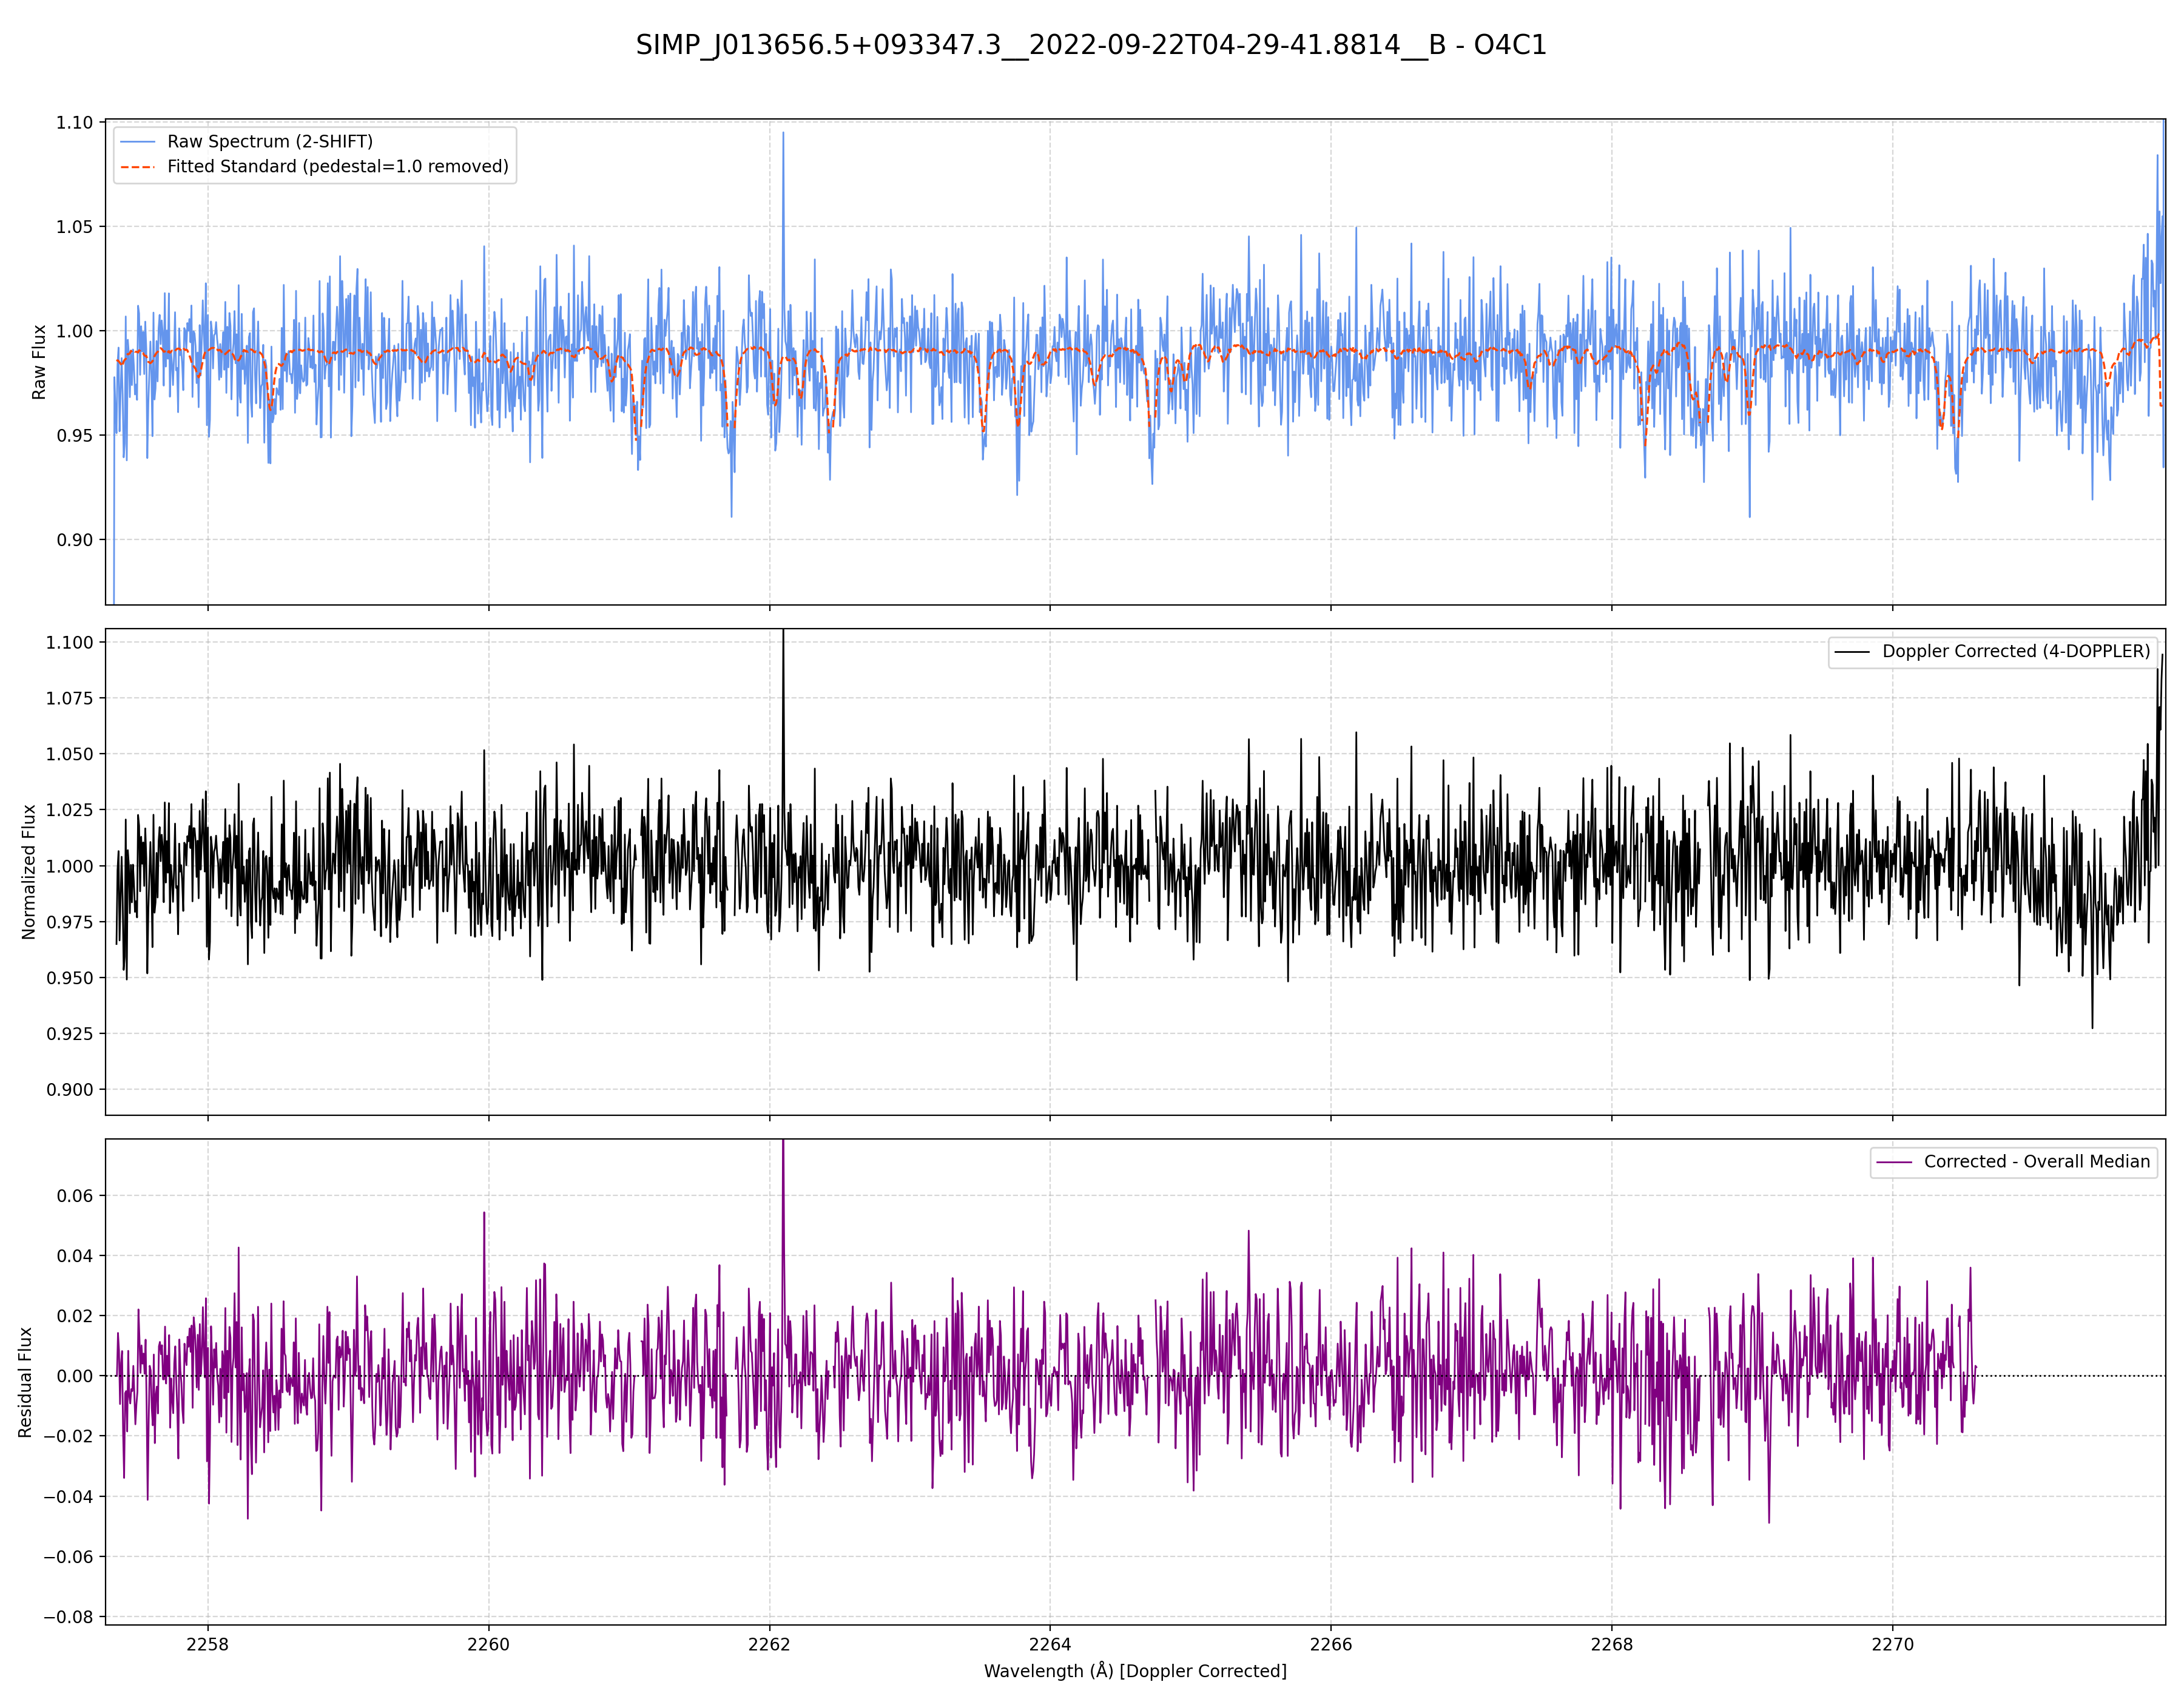 SIMP_J013656.5+093347.3__2022-09-22T04-29-41.8814__B - O4C1
Raw Flux
1.10
1.05
1.00
0.95
0.90
Raw Spectrum (2-SHIFT)
Fitted Standard (pedestal=1.0 removed)
Normalized Flux
1.100
1.075
1.050
1.025
1.000
0.975
0.950
0.925
0.900
Doppler Corrected (4-DOPPLER)
Residual Flux
0.06
0.04
0.02
0.00
−0.02
−0.04
−0.06
−0.08
Corrected - Overall Median
2258 2260 2262 2264 2266 2268 2270
Wavelength (Å) [Doppler Corrected]